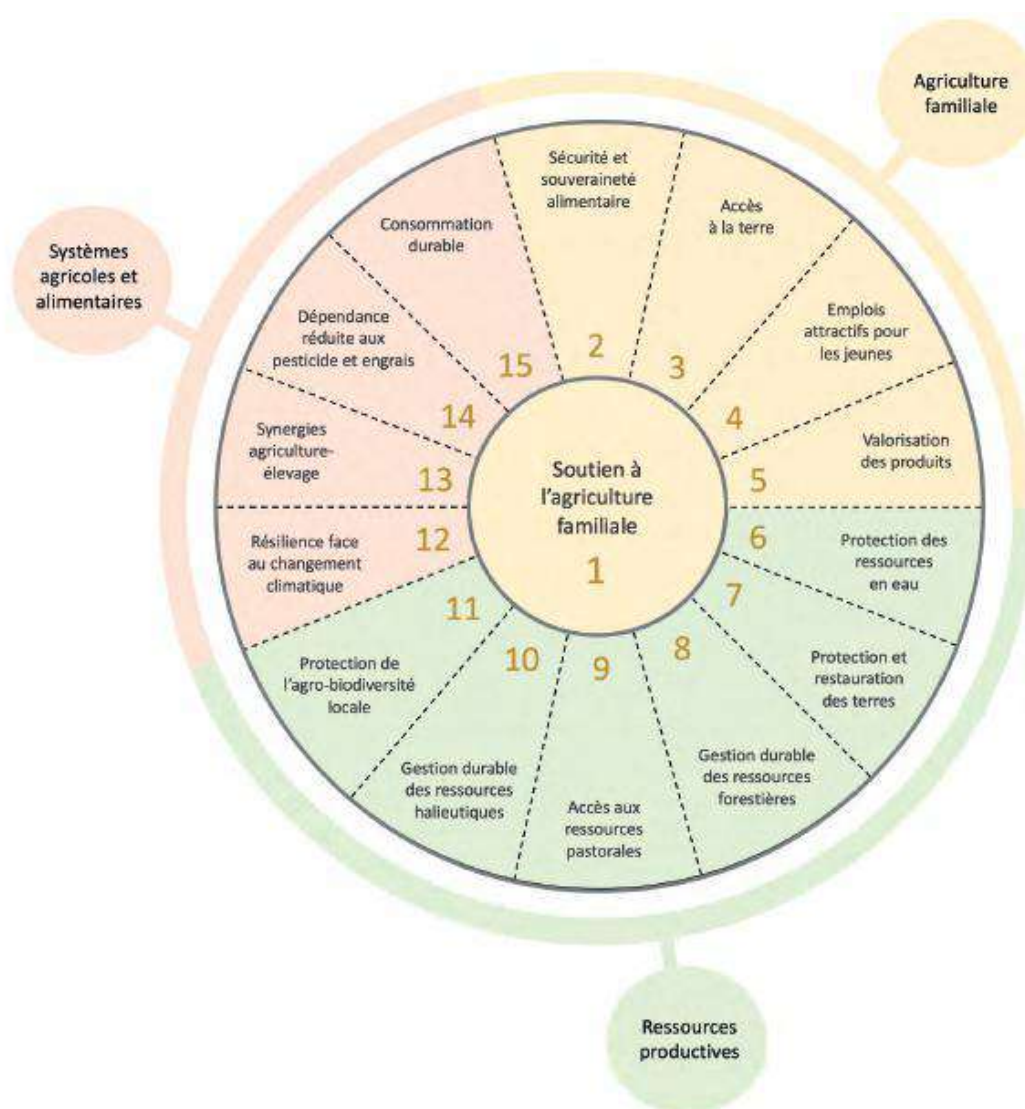 Agriculture
familiale
Systèmes
agricoles et
alimentaires
Ressources
productives
Soutien à
l'agriculture
familiale
1
Sécurité et
souveraineté
alimentaire
2
Accès
à la terre
3
Emplois
attractifs pour
les jeunes
4
Valorisation
des produits
5
Protection des
ressources
en eau
6
Protection et
restauration
des terres
7
Gestion durable
des ressources
forestières
8
Accès aux
ressources
pastorales
9
Gestion durable
des ressources
halieutiques
10
Protection de
l'agro-biodiversité
locale
11
Résilience face
au changement
climatique
12
Synergies
agriculture-
élevage
13
Dépendance
réduite aux
pesticide et engrais
14
Consommation
durable
15